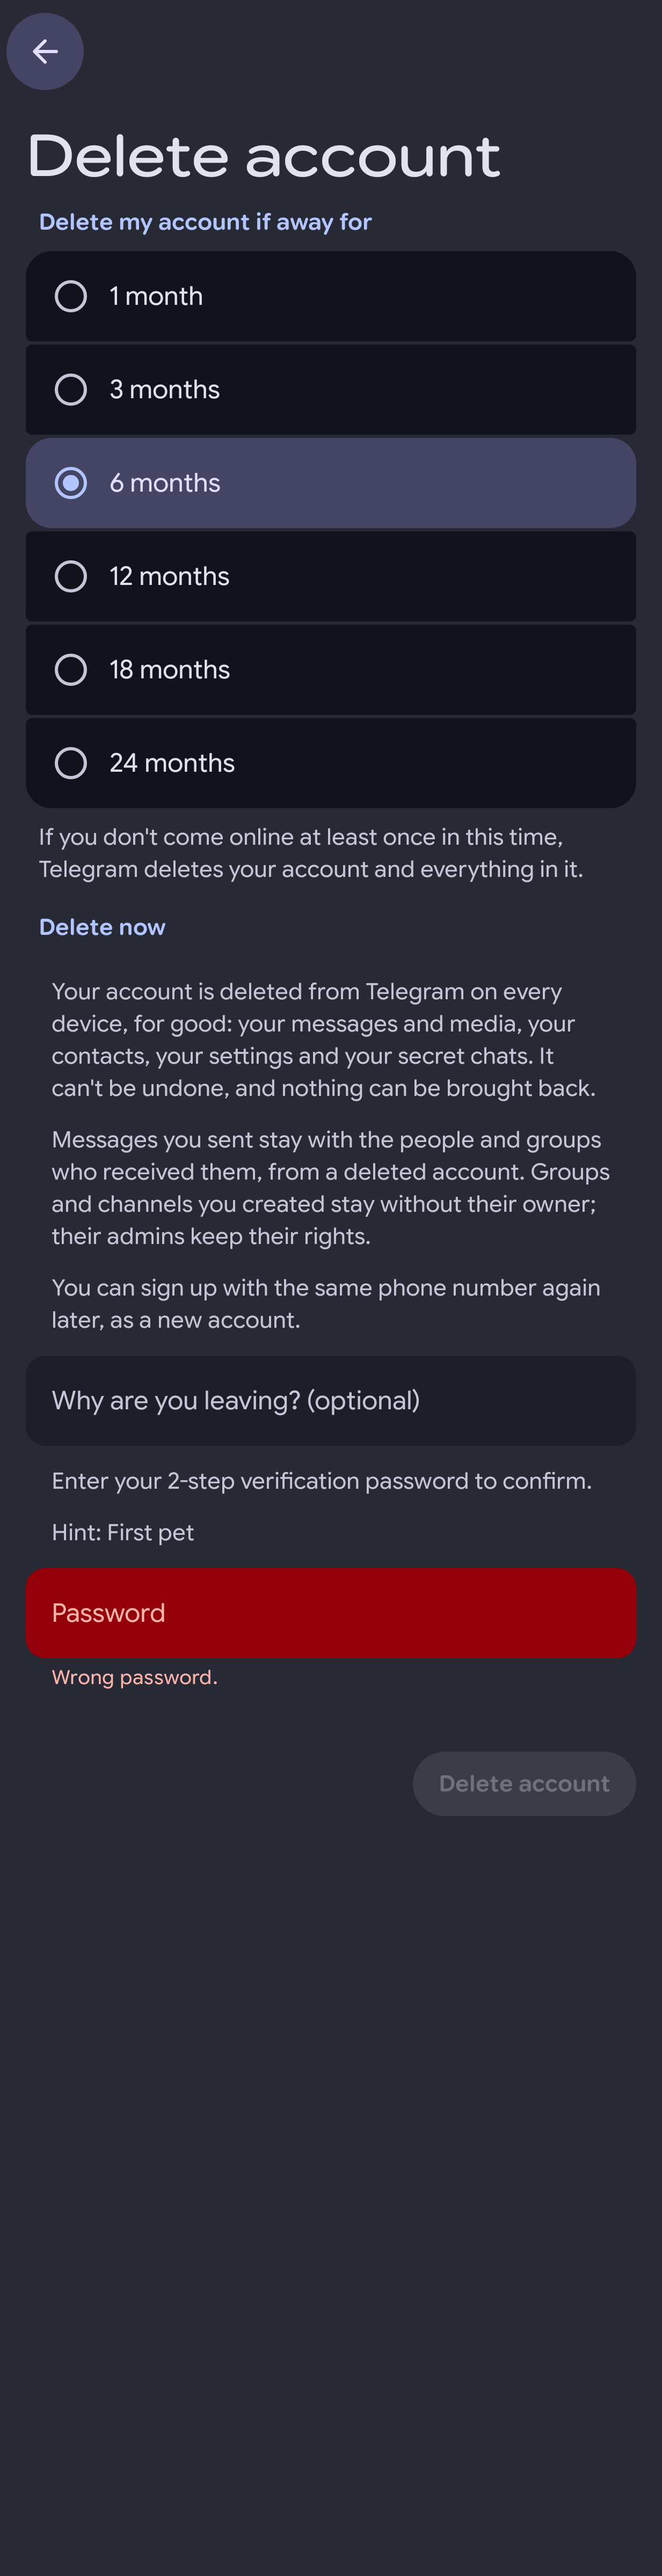 Delete account
Delete my account if away for
1 month
3 months
6 months
12 months
18 months
24 months
If you don't come online at least once in this time,
Telegram deletes your account and everything in it.
Delete now
Your account is deleted from Telegram on every
device, for good: your messages and media, your
contacts, your settings and your secret chats. It
can't be undone, and nothing can be brought back.
Messages you sent stay with the people and groups
who received them, from a deleted account. Groups
and channels you created stay without their owner;
their admins keep their rights.
You can sign up with the same phone number again
later, as a new account.
Why are you leaving? (optional)
Enter your 2-step verification password to confirm.
Hint: First pet
Password
Wrong password.
Delete account